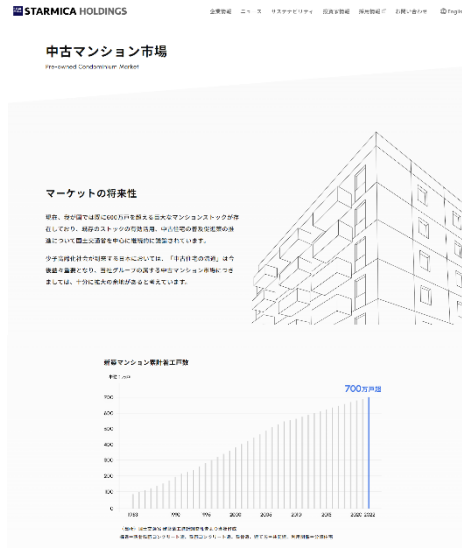 STARMICA HOLDINGS
企業情報 ニュース サステナビリティ 投資家情報 採用情報 お問い合わせ English
中古マンション市場
Pre-owned Condominium Market
マーケットの将来性
現在、我が国では既に600万戸を超える巨大なマンションストックが存
在しており、既存のストックの有効活用、中古住宅の普及促進策の推
進について国土交通省を中心に積極的に議論されています。
少子高齢化社会が到来する日本においては、「中古住宅の流通」は今
後益々重要となり、当社グループの属する中古マンション市場につき
ましては、十分に拡大の余地があると考えています。
新築マンション累計着工戸数
700万戸超
700
600
500
400
300
200
100
0
1988 1990 1995 2000 2005 2010 2015 2020 2022